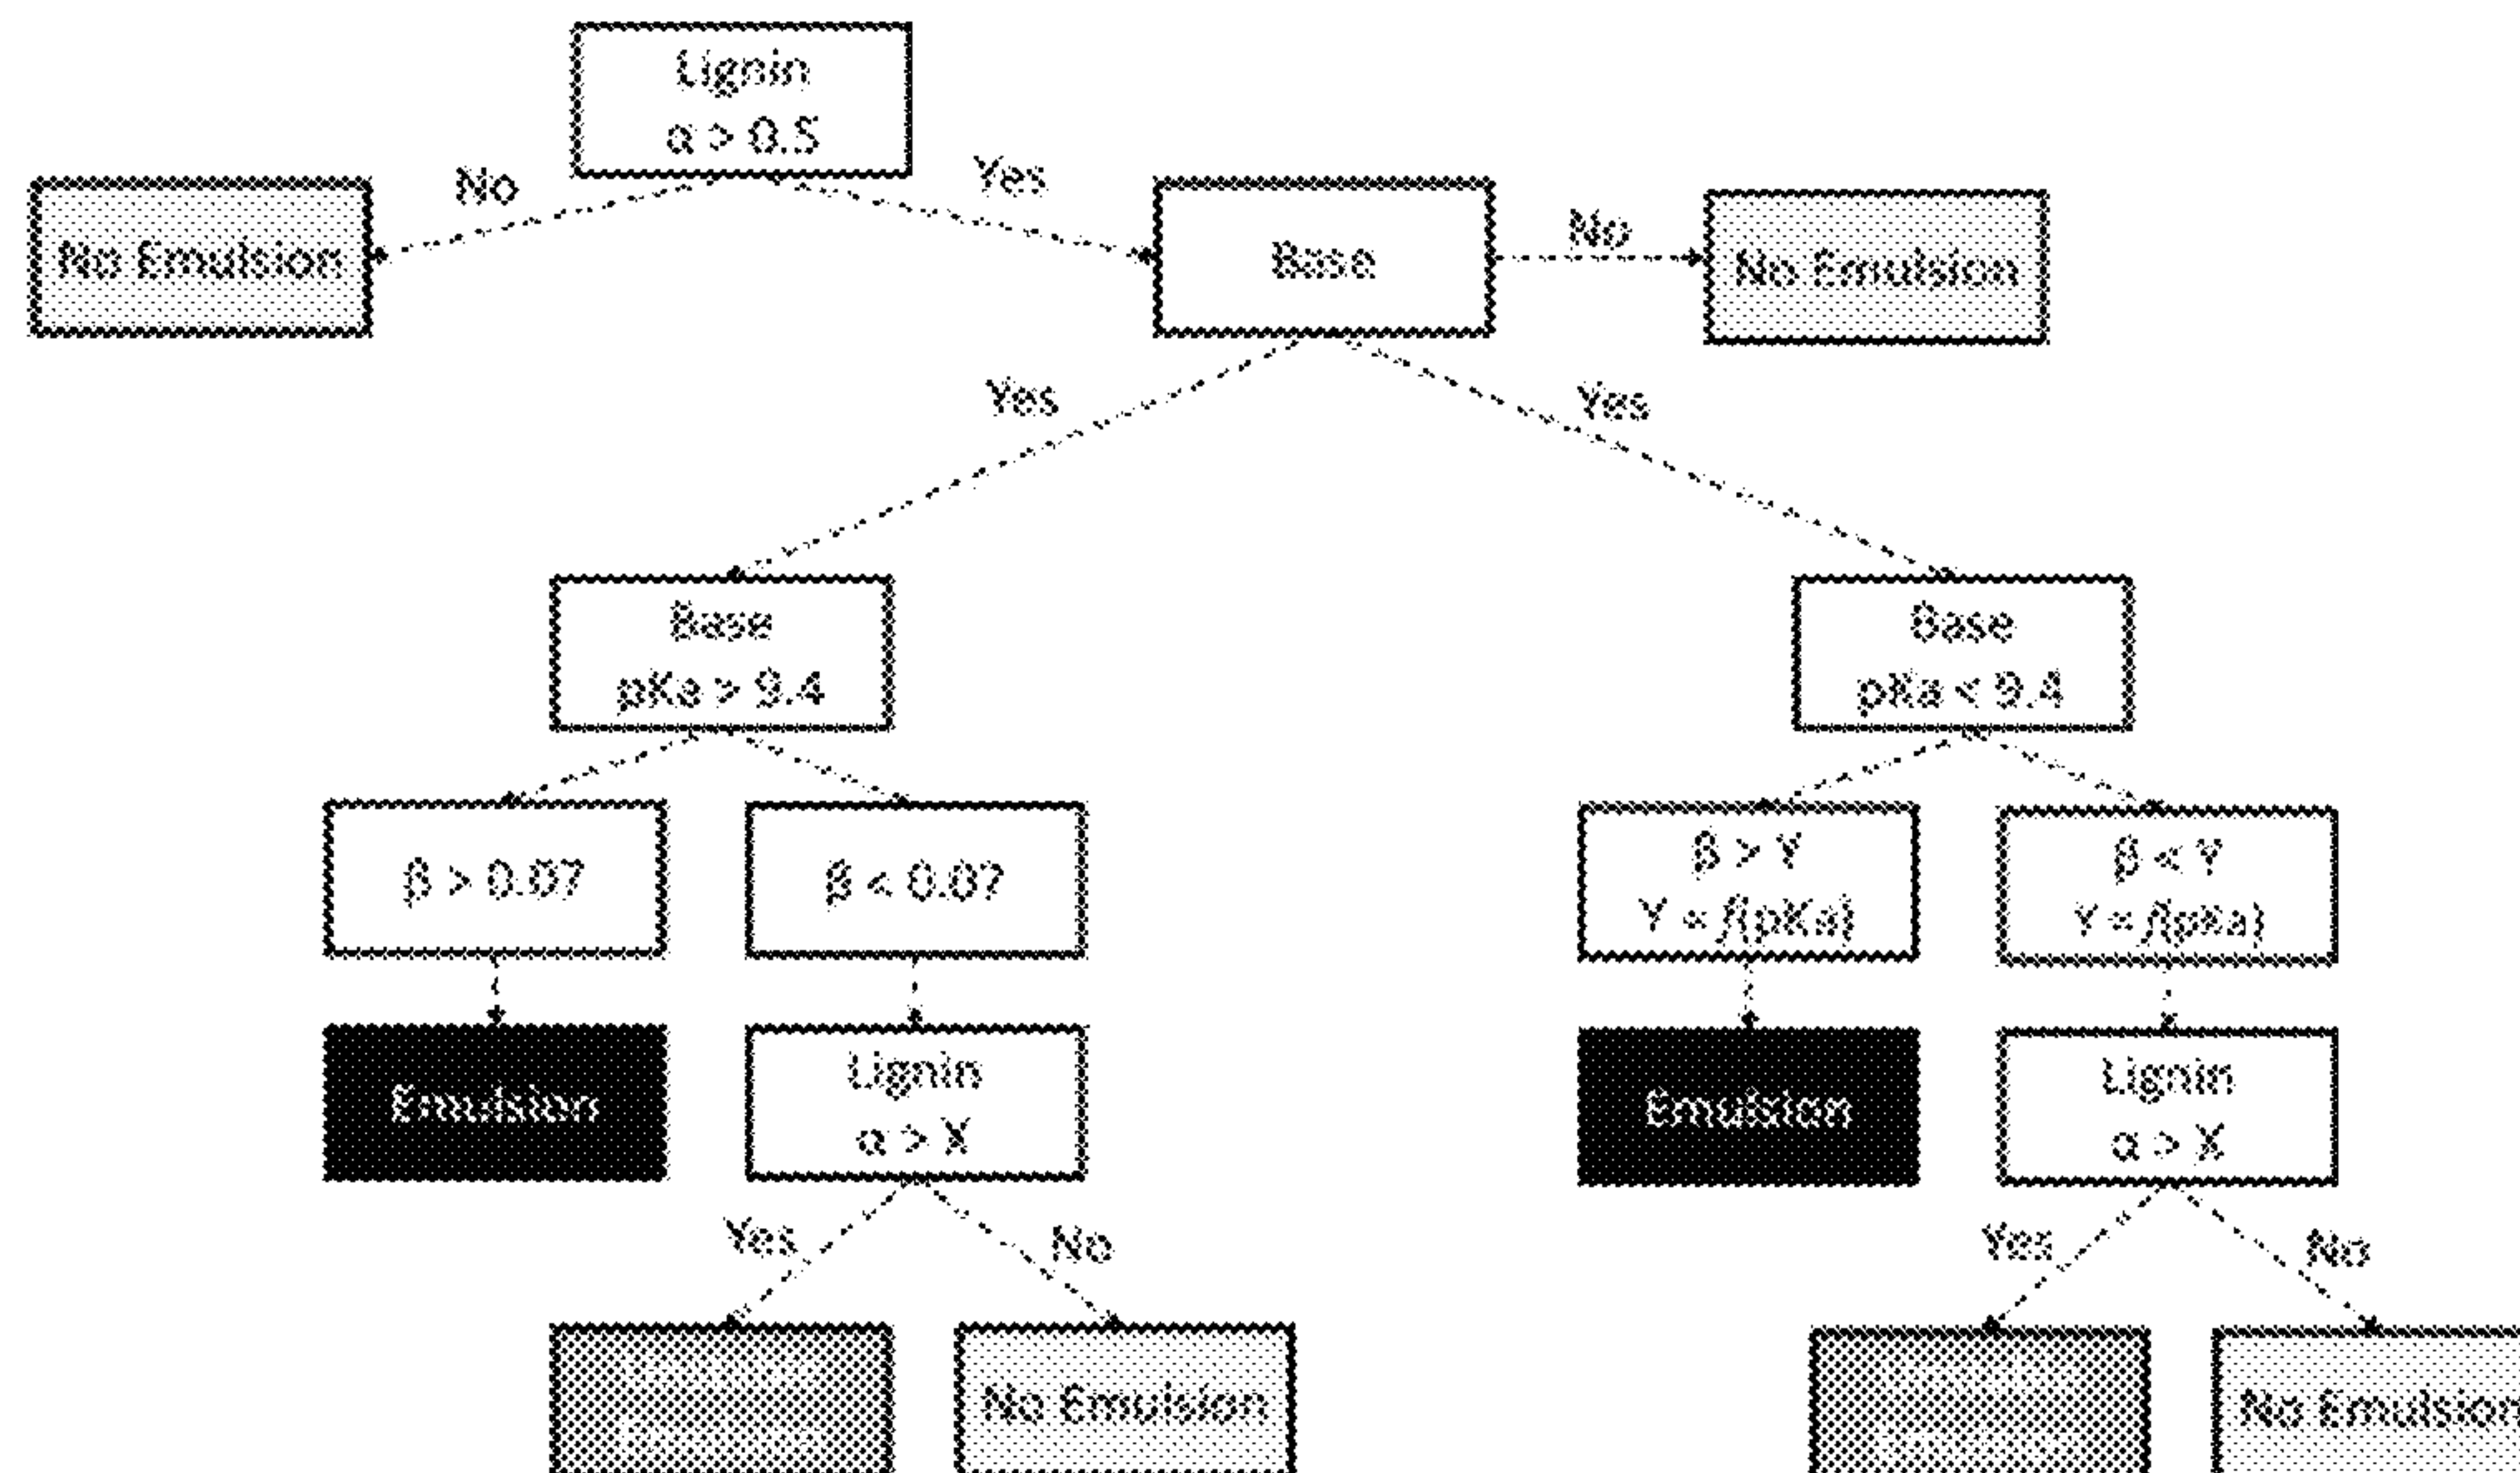 Lignin
α > 0.5
No
Yes
No Emulsion
Base
No
No Emulsion
Yes
Yes
Base
pKa > 9.4
Base
pKa < 9.4
β > 0.07
β < 0.07
β > Y
Y = f(pKa)
β < Y
Y = f(pKa)
Emulsion
Lignin
α > X
Emulsion
Lignin
α > X
Yes
No
Yes
No
No Emulsion
No Emulsion